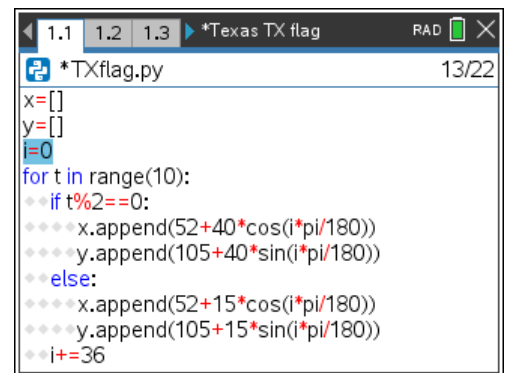 1.1 1.2 1.3 *Texas TX flag RAD
*TXflag.py 13/22
x=[]
y=[]
i=0
for t in range(10):
◆◆if t%2==0:
◆◆◆◆x.append(52+40*cos(i*pi/180))
◆◆◆◆y.append(105+40*sin(i*pi/180))
◆◆else:
◆◆◆◆x.append(52+15*cos(i*pi/180))
◆◆◆◆y.append(105+15*sin(i*pi/180))
◆◆i+=36